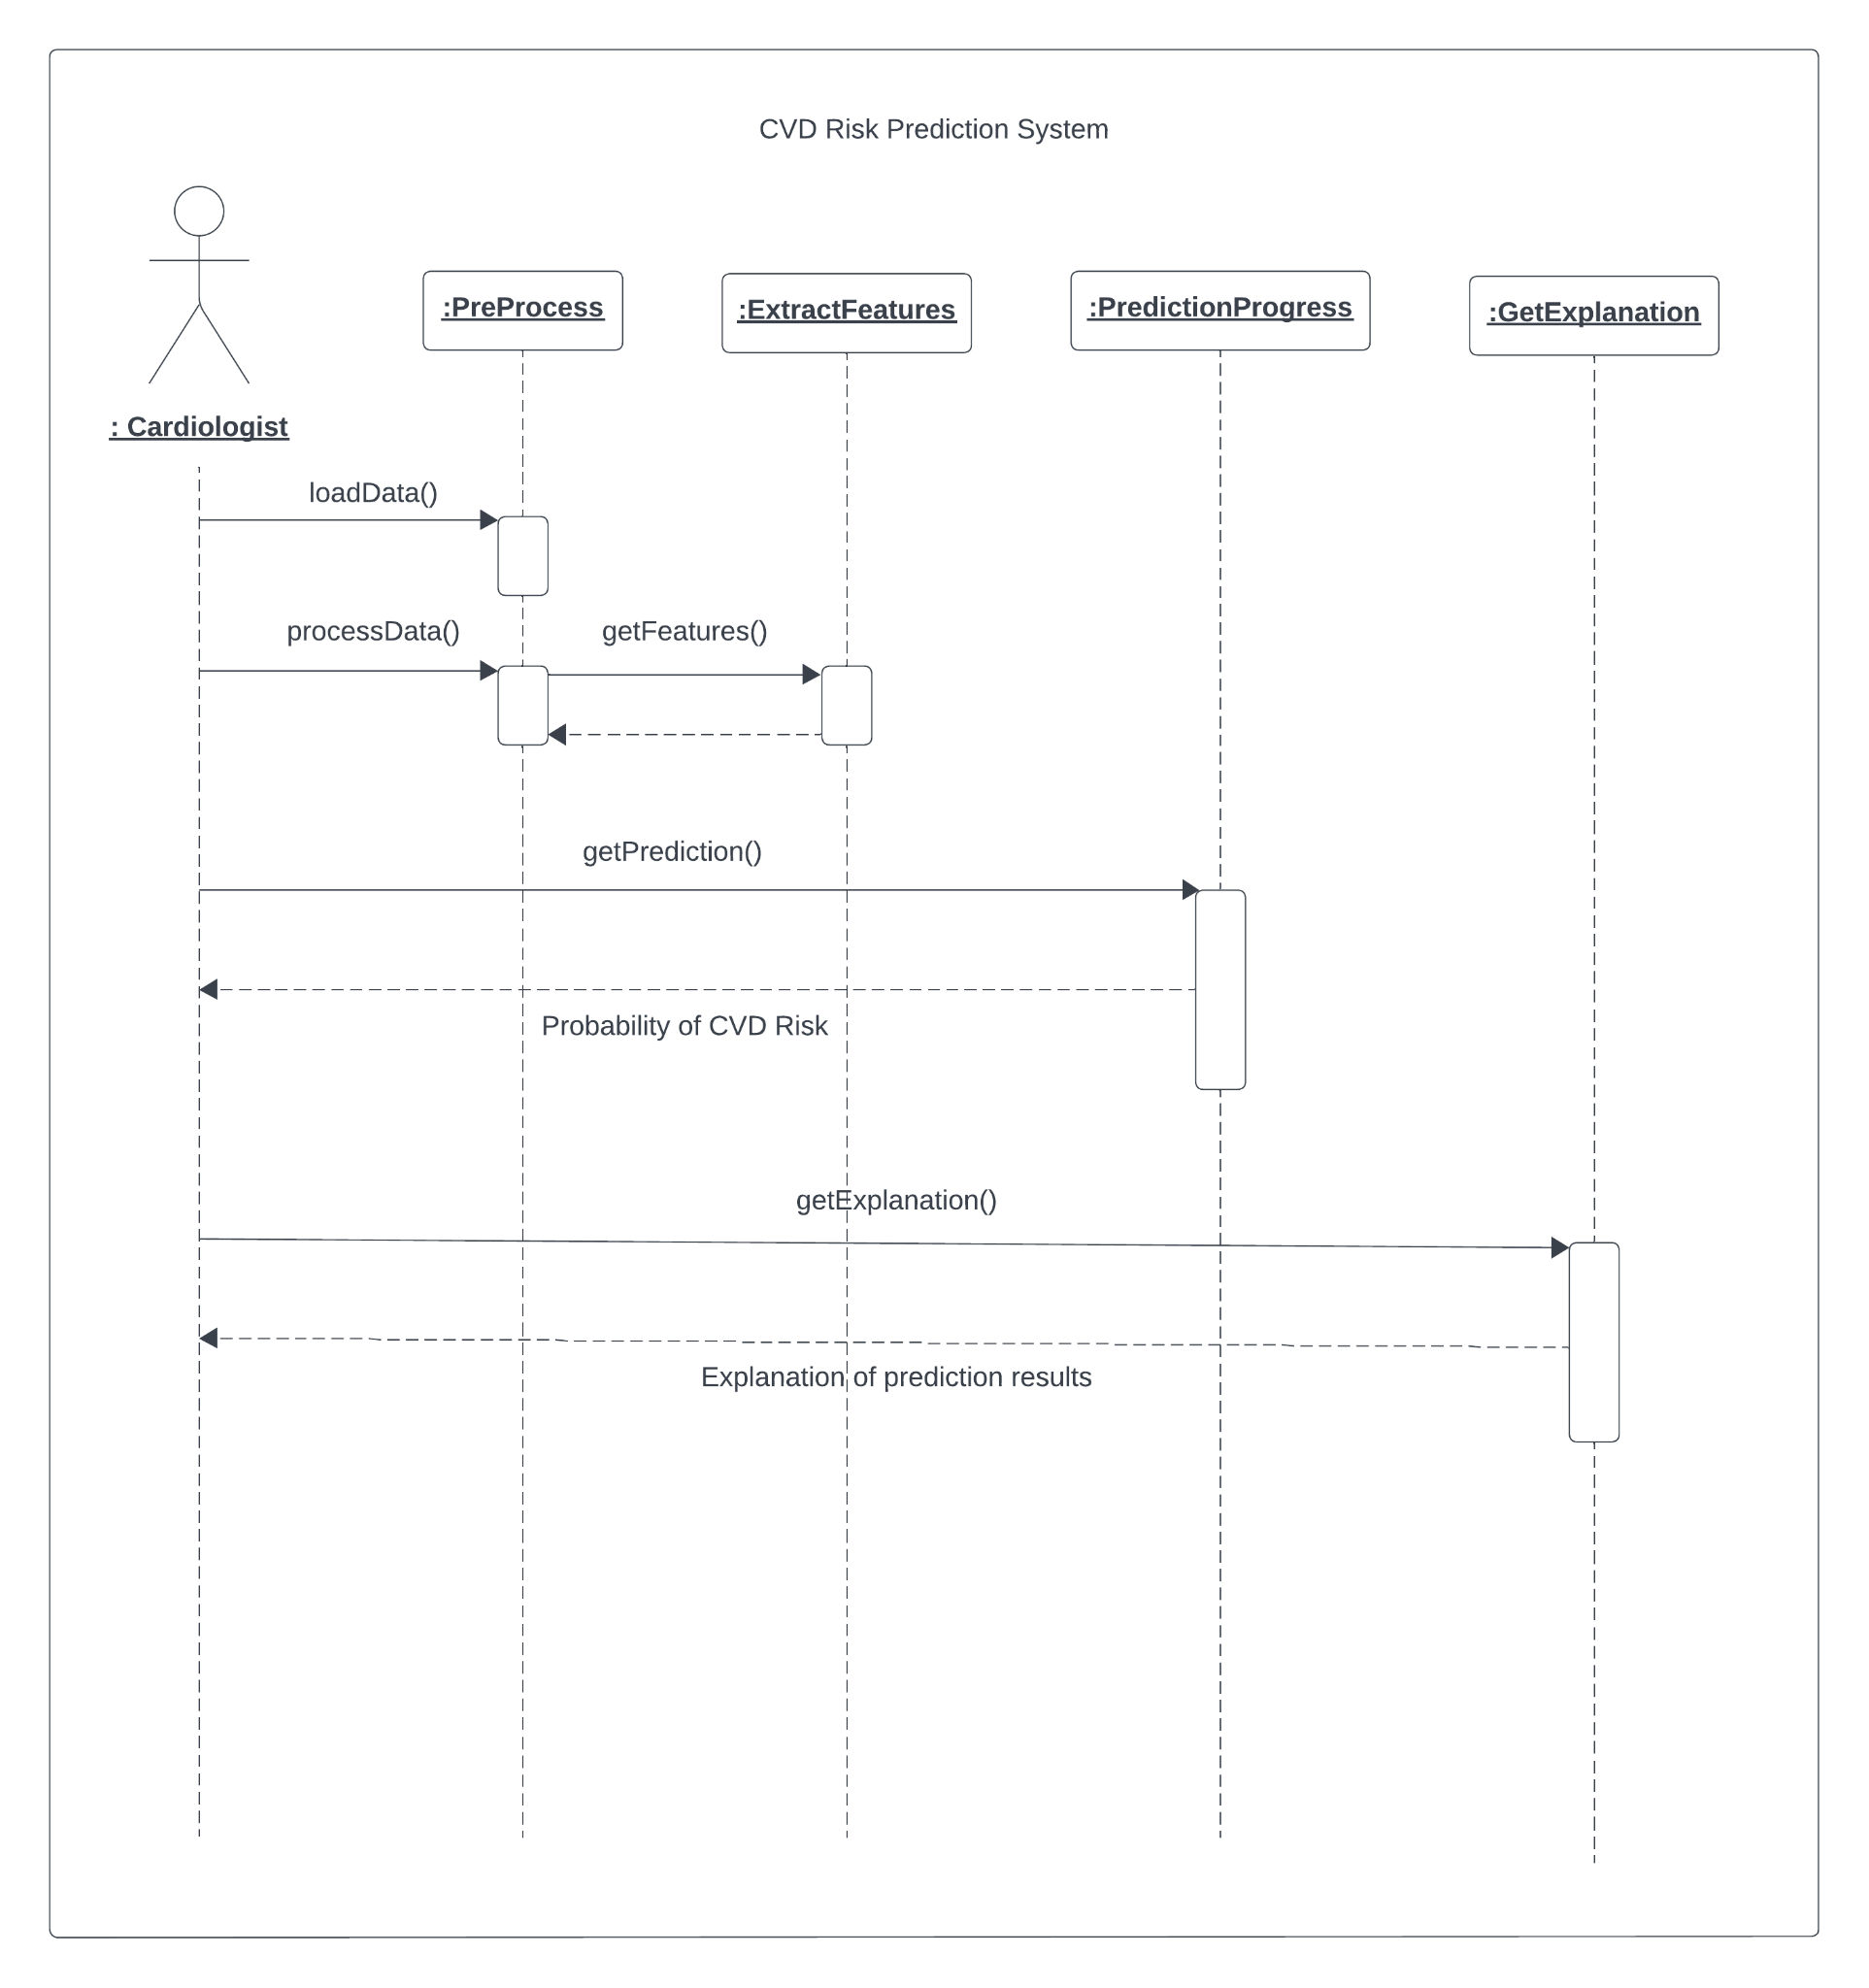 CVD Risk Prediction System
:PreProcess
:ExtractFeatures
:PredictionProgress
:GetExplanation
: Cardiologist
loadData()
processData()
getFeatures()
getPrediction()
Probability of CVD Risk
getExplanation()
Explanation of prediction results